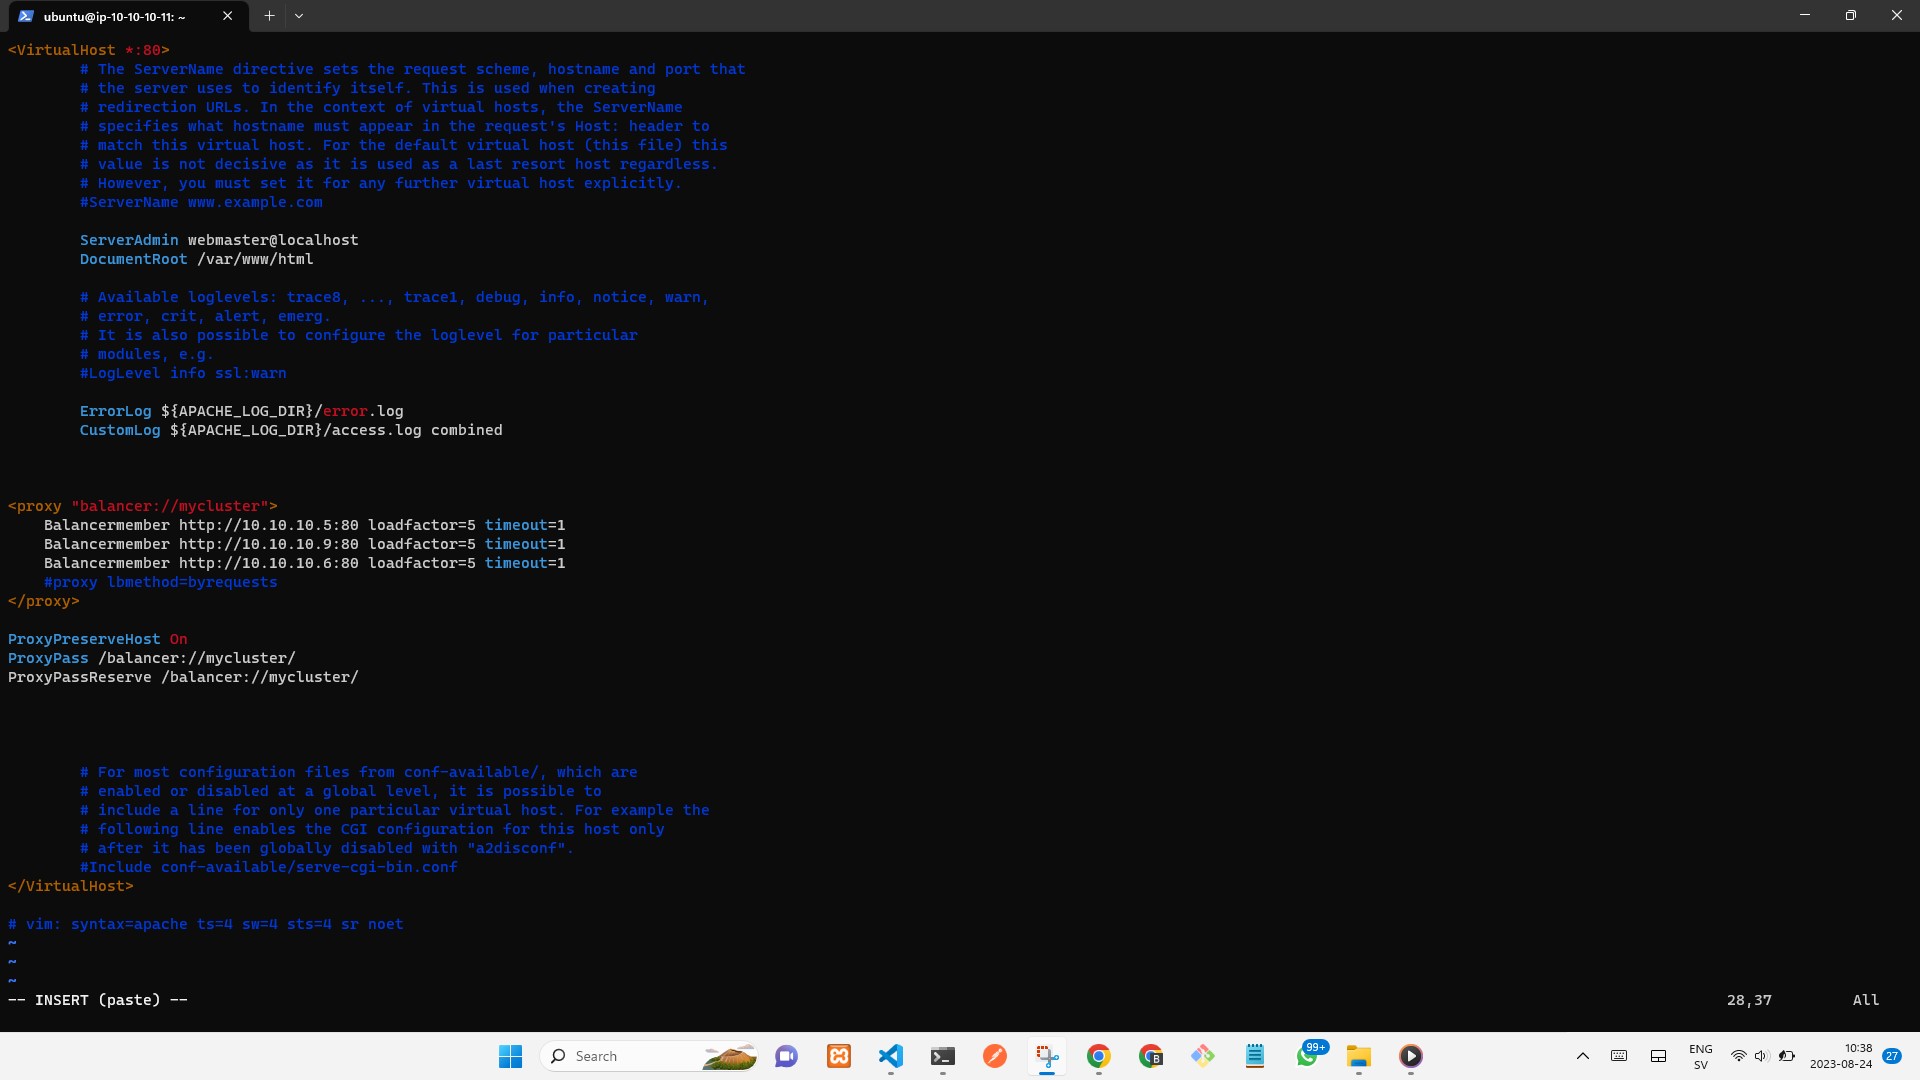 ubuntu@ip-10-10-10-11: ~
<VirtualHost *:80>
# The ServerName directive sets the request scheme, hostname and port that
# the server uses to identify itself. This is used when creating
# redirection URLs. In the context of virtual hosts, the ServerName
# specifies what hostname must appear in the request's Host: header to
# match this virtual host. For the default virtual host (this file) this
# value is not decisive as it is used as a last resort host regardless.
# However, you must set it for any further virtual host explicitly.
#ServerName www.example.com
ServerAdmin webmaster@localhost
DocumentRoot /var/www/html
# Available loglevels: trace8, ..., trace1, debug, info, notice, warn,
# error, crit, alert, emerg.
# It is also possible to configure the loglevel for particular
# modules, e.g.
#LogLevel info ssl:warn
ErrorLog ${APACHE_LOG_DIR}/error.log
CustomLog ${APACHE_LOG_DIR}/access.log combined
<proxy "balancer://mycluster">
Balancermember http://10.10.10.5:80 loadfactor=5 timeout=1
Balancermember http://10.10.10.9:80 loadfactor=5 timeout=1
Balancermember http://10.10.10.6:80 loadfactor=5 timeout=1
#proxy lbmethod=byrequests
</proxy>
ProxyPreserveHost On
ProxyPass /balancer://mycluster/
ProxyPassReserve /balancer://mycluster/
# For most configuration files from conf-available/, which are
# enabled or disabled at a global level, it is possible to
# include a line for only one particular virtual host. For example the
# following line enables the CGI configuration for this host only
# after it has been globally disabled with "a2disconf".
#Include conf-available/serve-cgi-bin.conf
</VirtualHost>
# vim: syntax=apache ts=4 sw=4 sts=4 sr noet
~
~
~
-- INSERT (paste) -- 28,37 All
Search
B
99+
ENG
SV
10:38
2023-08-24
27